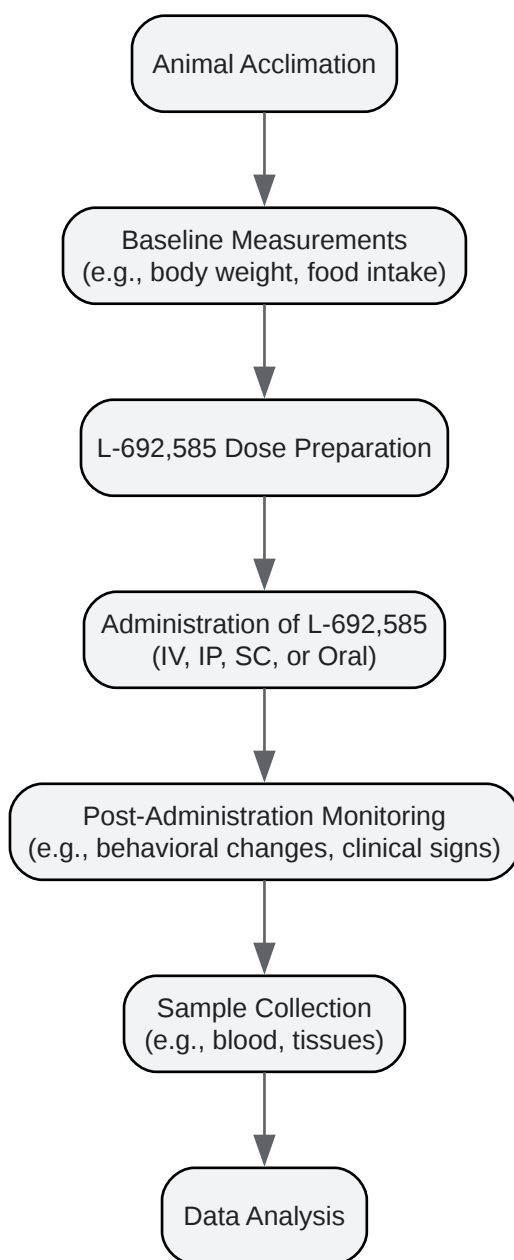 Animal Acclimation
Baseline Measurements
(e.g., body weight, food intake)
L-692,585 Dose Preparation
Administration of L-692,585
(IV, IP, SC, or Oral)
Post-Administration Monitoring
(e.g., behavioral changes, clinical signs)
Sample Collection
(e.g., blood, tissues)
Data Analysis